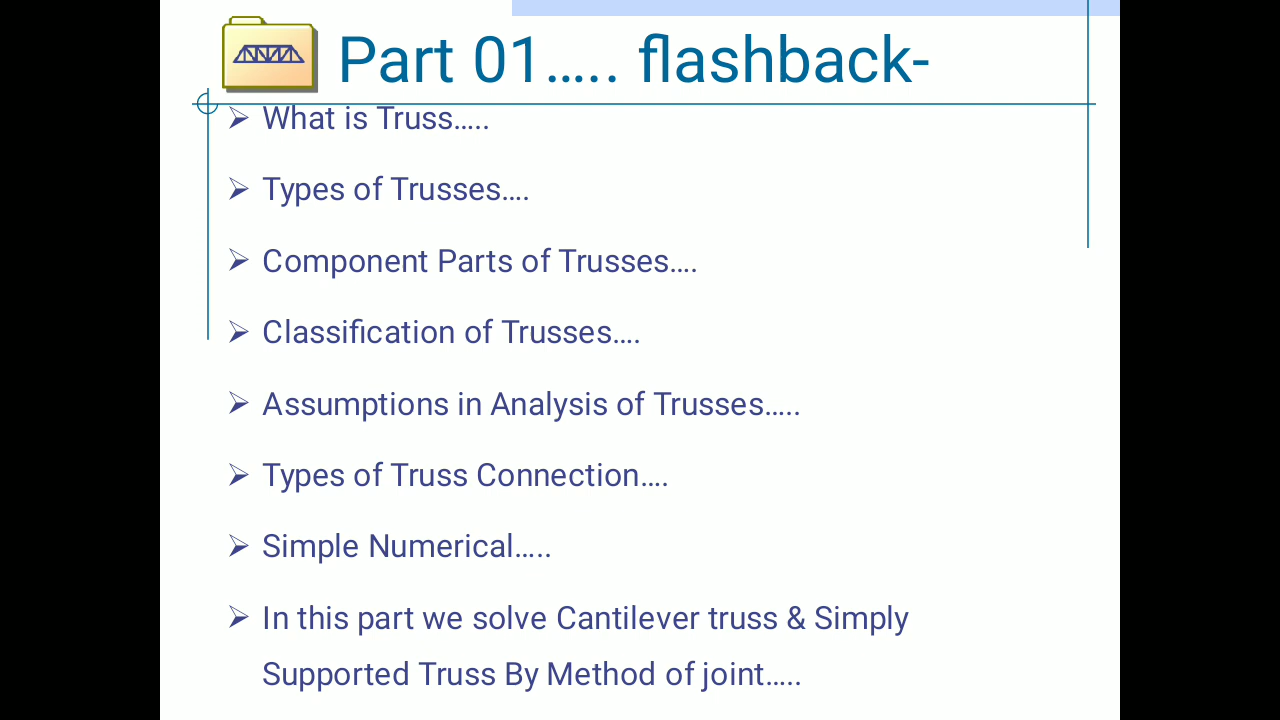 Part 01….. flashback-
➢ What is Truss…..
➢ Types of Trusses….
➢ Component Parts of Trusses….
➢ Classification of Trusses….
➢ Assumptions in Analysis of Trusses…..
➢ Types of Truss Connection….
➢ Simple Numerical…..
➢ In this part we solve Cantilever truss & Simply
Supported Truss By Method of joint…..